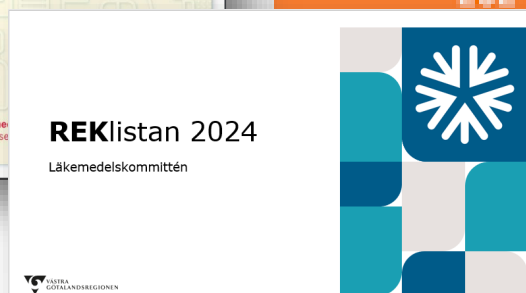 REKlistan 2024
Läkemedelskommittén
VÄSTRA
GÖTALANDSREGIONEN